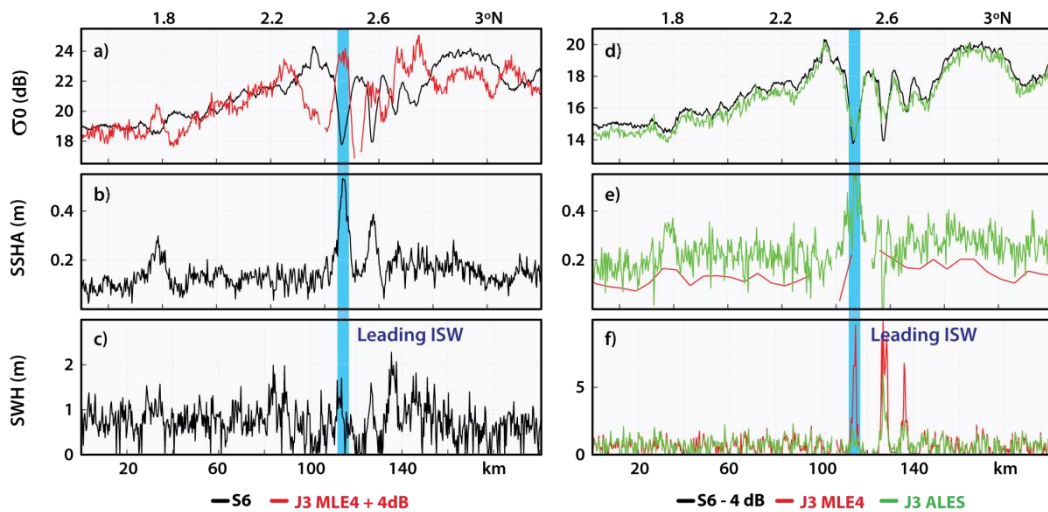 1.8 2.2 2.6 3°N
1.8 2.2 2.6 3°N
a)
σ0 (dB)
24
22
20
18
b)
SSHA (m)
0.4
0.2
c)
Leading ISW
SWH (m)
2
1
0
20 60 100 140 km
S6 J3 MLE4 + 4dB
d)
20
18
16
14
e)
0.4
0.2
f)
Leading ISW
5
0
20 60 100 140 km
S6 - 4 dB J3 MLE4 J3 ALES